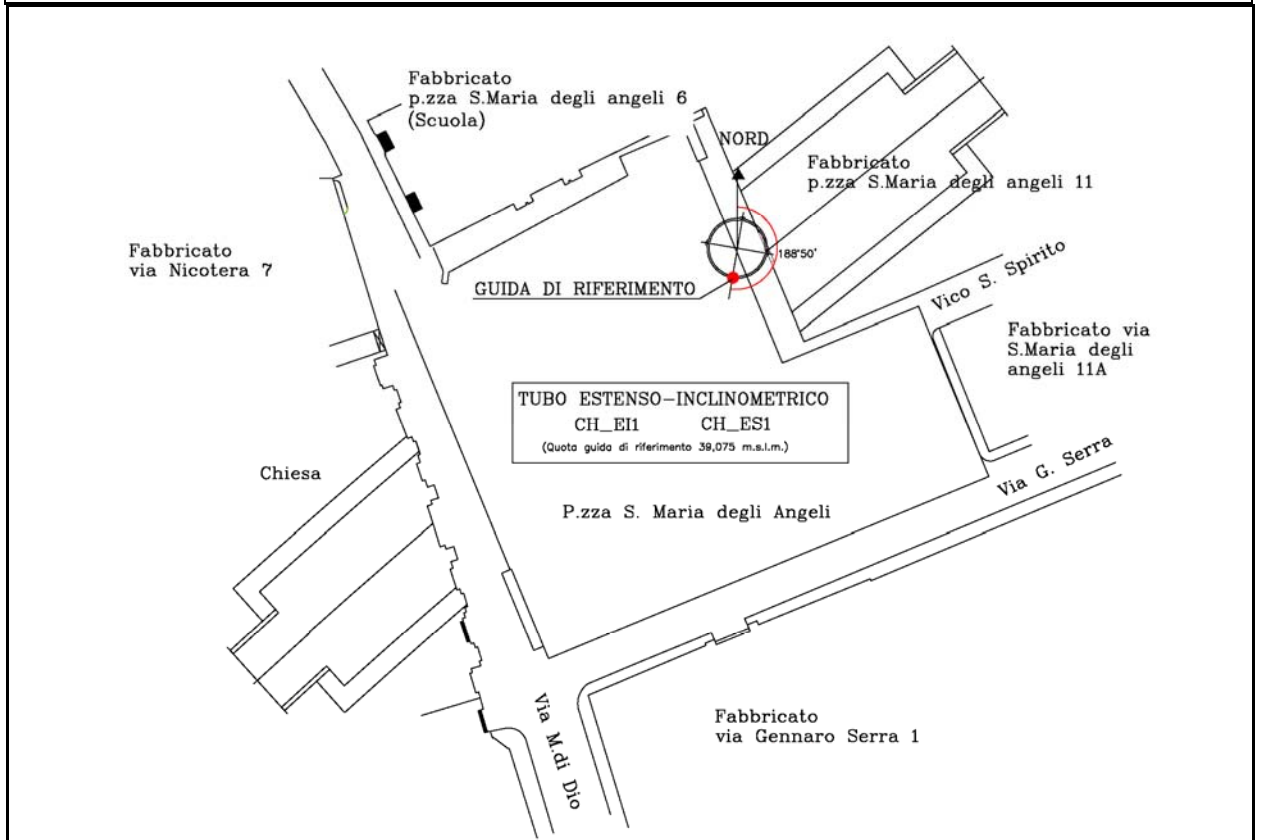 Fabbricato
p.zza S.Maria degli angeli 6
(Scuola)
NORD
Fabbricato
p.zza S.Maria degli angeli 11
Fabbricato
via Nicotera 7
188°50'
GUIDA DI RIFERIMENTO
Vico S. Spirito
Fabbricato via
S.Maria degli
angeli 11A
TUBO ESTENSO-INCLINOMETRICO
CH_EI1 CH_ES1
(Quota guida di riferimento 39,075 m.s.l.m.)
Chiesa
Via G. Serra
P.zza S. Maria degli Angeli
Via M.di Dio
Fabbricato
via Gennaro Serra 1